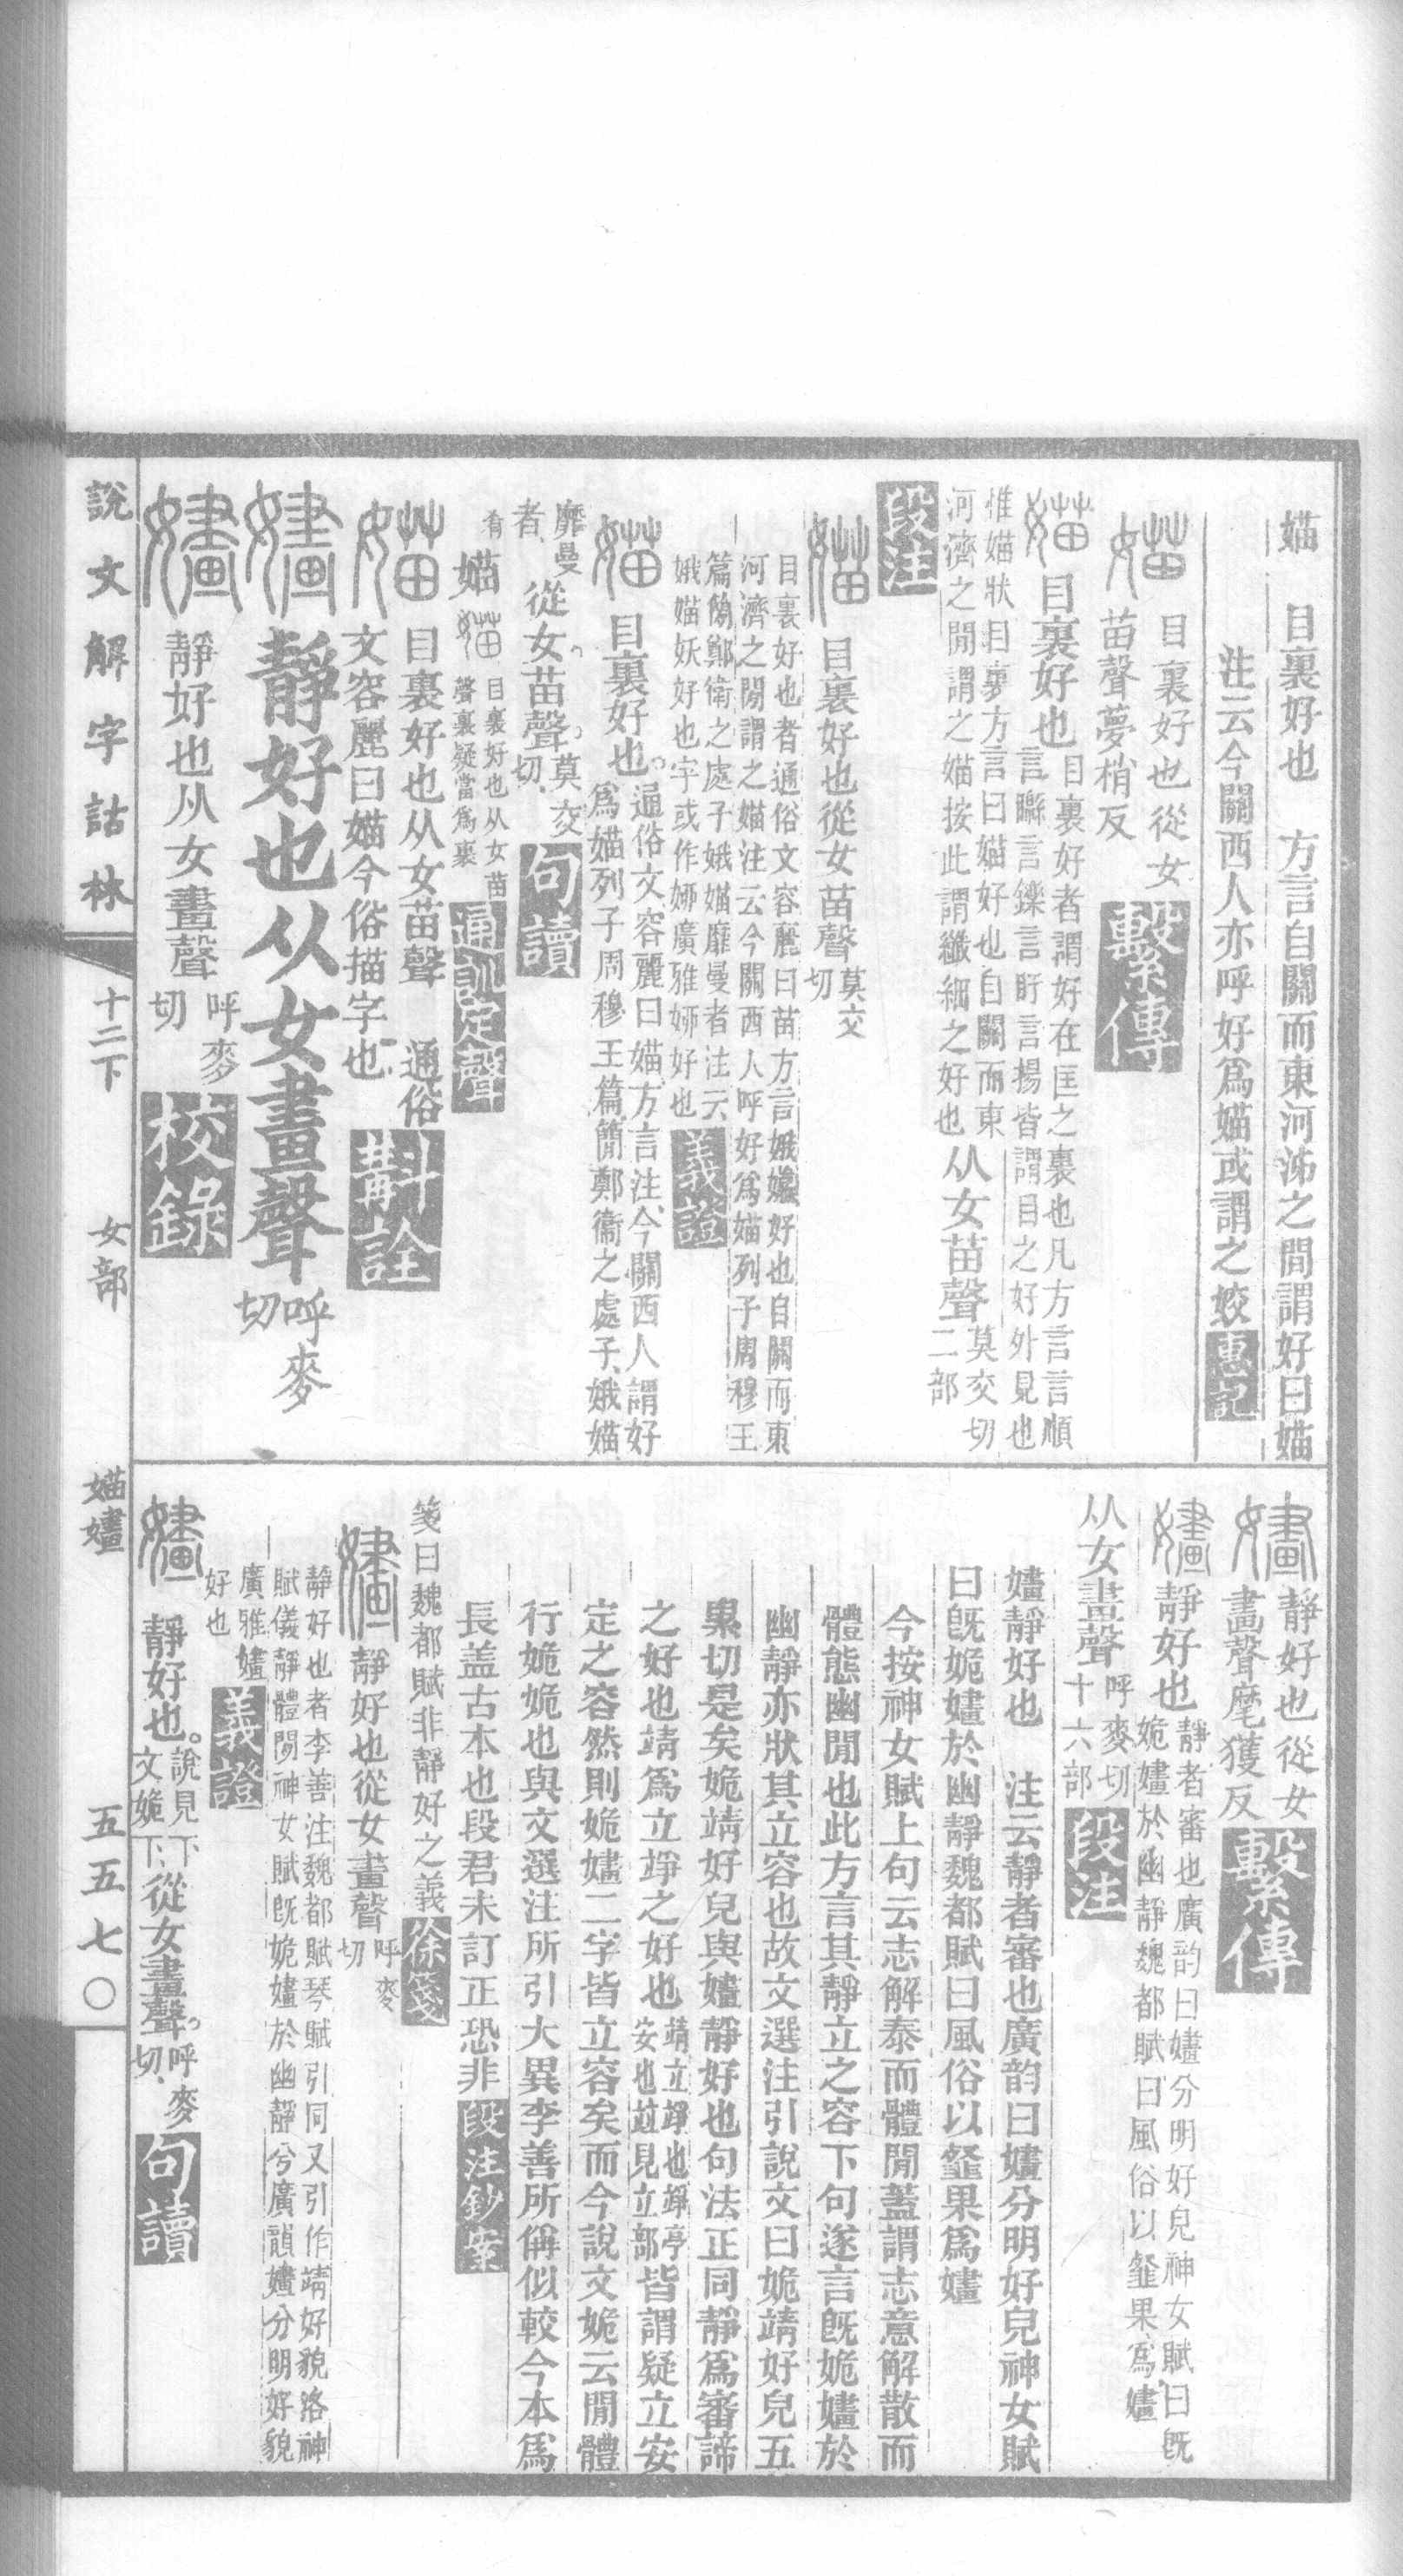 媌　目裏好也　方言自關而東河泲之間謂好曰媌
注云今關西人亦呼好爲媌或謂之姣惠記
媌目裏好也從女
苗聲夢梢反繫傳
媌目裏好也目裏好者謂好在匡之裏也凡方言言順
言𥌒言鑠言盱言揚皆謂目之好外見也
惟媌狀目裏方言曰媌好也自關而東
河濟之間謂之媌按此謂纖細之好也从女苗聲莫交切
二部
段注
媌目裏好也從女苗聲莫交
切
目裏好也者通俗文容麗曰苗方言娥㜲好也自關而東
河濟之間謂之媌注云今關西人呼好爲媌列子周穆王
篇簡鄭衛之處子娥媌靡曼者注云
娥媌妖好也字或作㛍廣雅㛍好也義證
媌目裏好也。通俗文容麗曰媌方言注今關西人謂好
爲媌列子周穆王篇簡鄭衛之處子娥媌
靡曼
者從女苗聲。莫交
切句讀
肴媌媌目裏好也从女苗
聲裏疑當爲裹通訓定聲
媌目裏好也从女苗聲　通俗
文容麗曰媌今俗描字也斠詮
嫿靜好也从女畫聲呼麥
切
嫿靜好也从女畫聲呼麥
切校錄
說文解字詁林　十二下　女部　媌嫿　五五七〇
嫿靜好也從女
畫聲麾獲反繫傳
嫿靜好也靜者審也廣韵曰嫿分明好皃神女賦曰旣
姽嫿於幽靜魏都賦曰風俗以韰果爲嫿
从女畫聲呼麥切
十六部段注
嫿靜好也　注云靜者審也廣韵曰嫿分明好皃神女賦
曰旣姽嫿於幽靜魏都賦曰風俗以韰果爲嫿
今按神女賦上句云志解泰而體閒蓋謂志意解散而
體態幽閒也此方言其靜立之容下句遂言旣姽嫿於
幽靜亦狀其立容也故文選注引說文曰姽靖好皃五
累切是矣姽靖好皃與嫿靜好也句法正同靜爲審諦
之好也靖爲立竫之好也靖立竫也竫亭
安也竝見立部皆謂疑立安
定之容然則姽嫿二字皆立容矣而今說文姽云閒體
行姽姽也與文選注所引大異李善所偁似較今本爲
長盖古本也段君未訂正恐非段注鈔案
箋曰魏都賦非靜好之義徐箋
嫿靜好也從女畫聲呼麥
切
靜好也者李善注魏都賦琴賦引同又引作靖好貌洛神
賦儀靜體閒神女賦旣姽嫿於幽靜兮廣韻嫿分明好貌
廣雅嫿
好也義證
嫿靜好也。說見下
文姽下從女畫聲。呼麥
切句讀